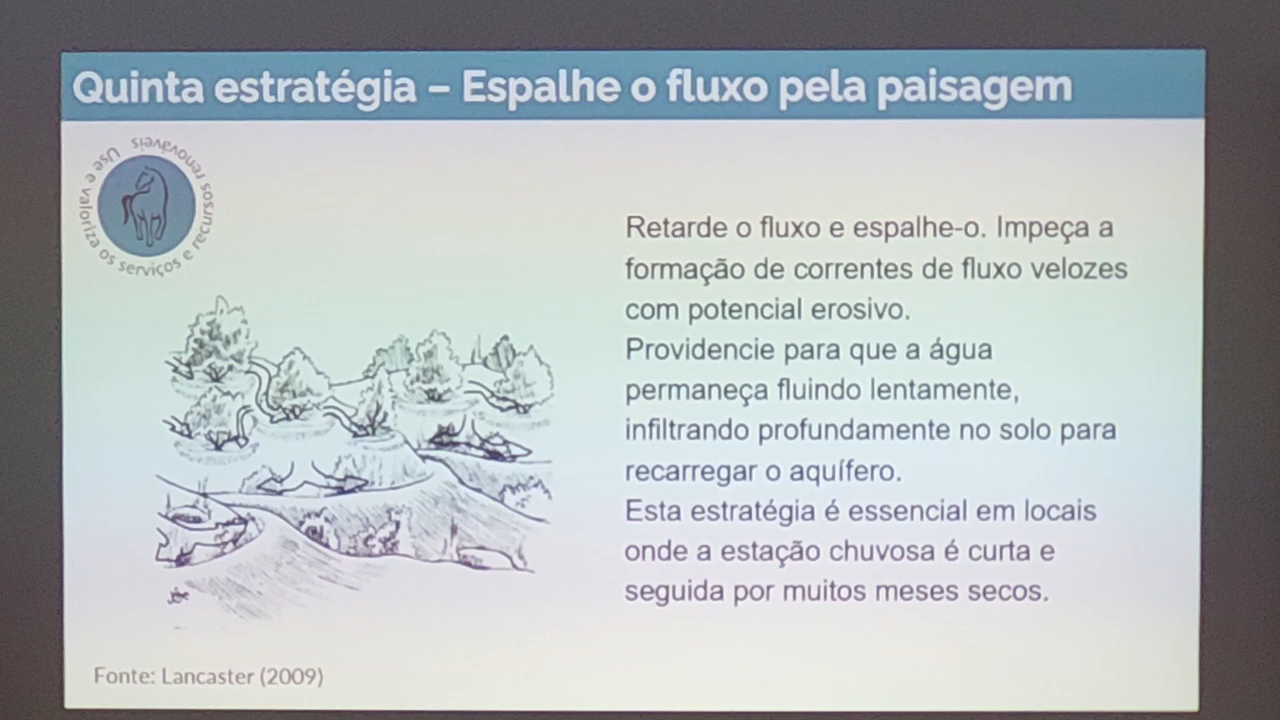 Quinta estratégia – Espalhe o fluxo pela paisagem
Use e valoriza os serviços e recursos renováveis
Retarde o fluxo e espalhe-o. Impeça a
formação de correntes de fluxo velozes
com potencial erosivo.
Providencie para que a água
permaneça fluindo lentamente,
infiltrando profundamente no solo para
recarregar o aquífero.
Esta estratégia é essencial em locais
onde a estação chuvosa é curta e
seguida por muitos meses secos.
Fonte: Lancaster (2009)